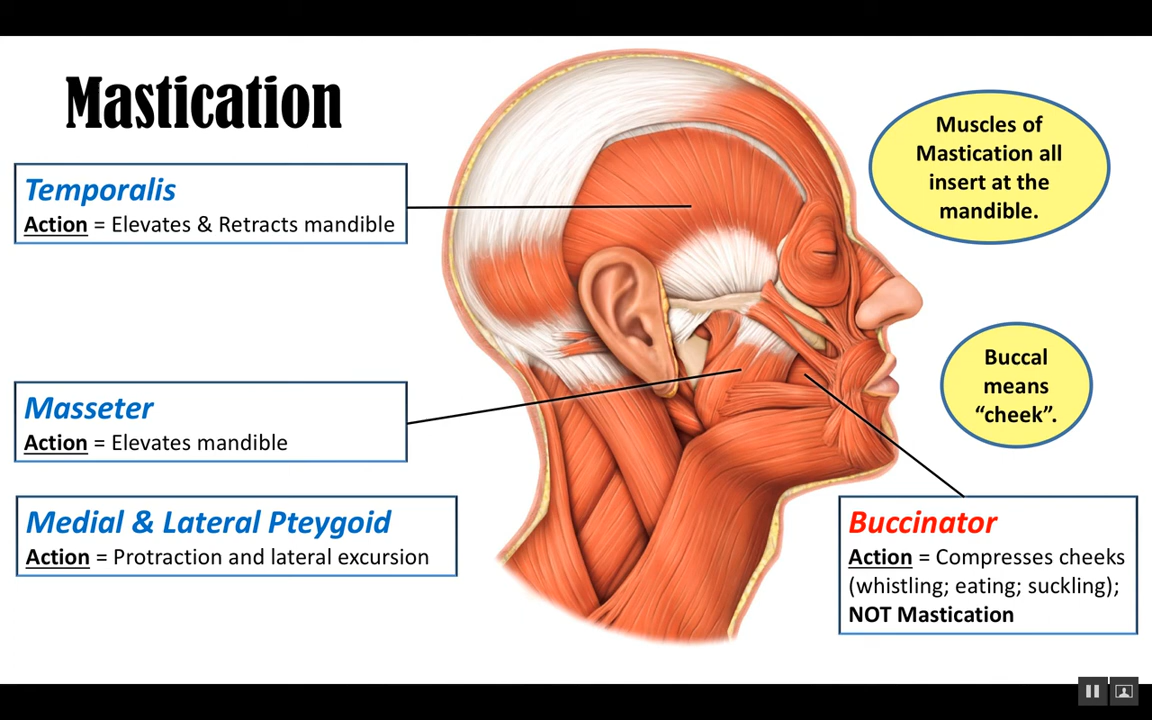 Mastication
Temporalis
Action = Elevates & Retracts mandible
Masseter
Action = Elevates mandible
Medial & Lateral Pteygoid
Action = Protraction and lateral excursion
Muscles of
Mastication all
insert at the
mandible.
Buccal
means
“cheek”.
Buccinator
Action = Compresses cheeks
(whistling; eating; suckling);
NOT Mastication